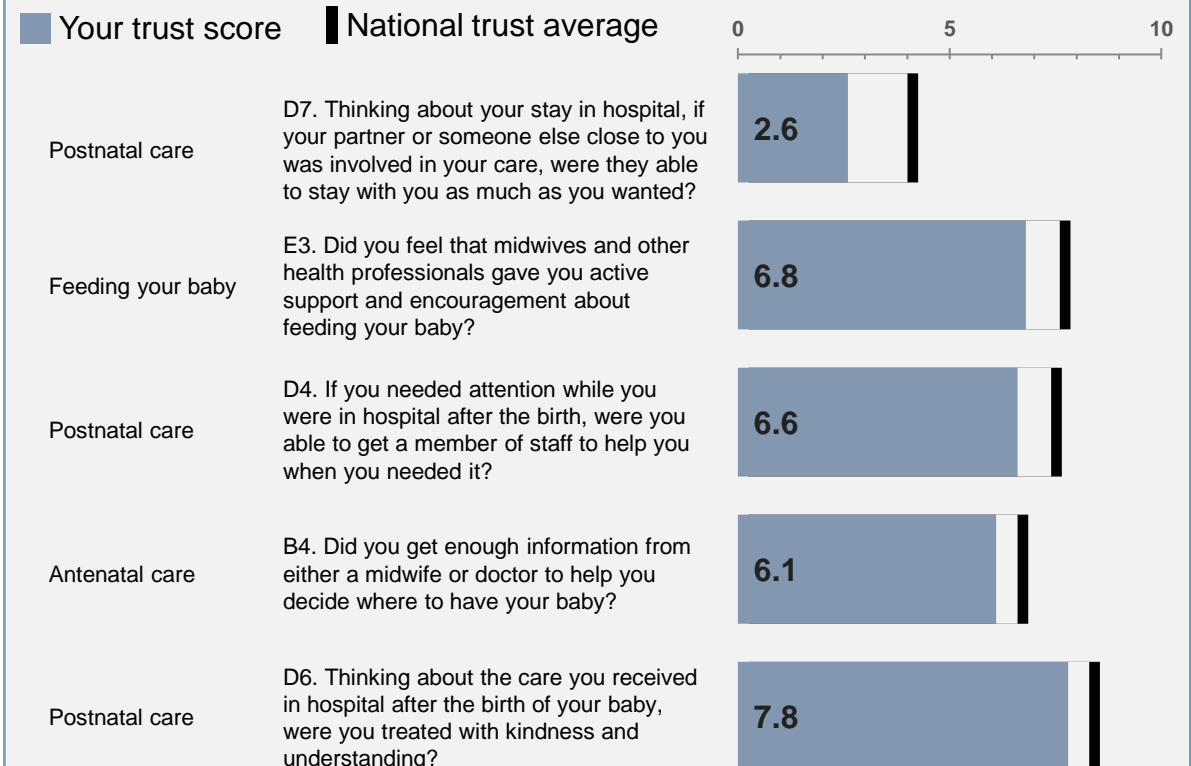 Your trust score National trust average
0 5 10
Postnatal care
D7. Thinking about your stay in hospital, if
your partner or someone else close to you
was involved in your care, were they able
to stay with you as much as you wanted?
2.6
Feeding your baby
E3. Did you feel that midwives and other
health professionals gave you active
support and encouragement about
feeding your baby?
6.8
Postnatal care
D4. If you needed attention while you
were in hospital after the birth, were you
able to get a member of staff to help you
when you needed it?
6.6
Antenatal care
B4. Did you get enough information from
either a midwife or doctor to help you
decide where to have your baby?
6.1
Postnatal care
D6. Thinking about the care you received
in hospital after the birth of your baby,
were you treated with kindness and
understanding?
7.8